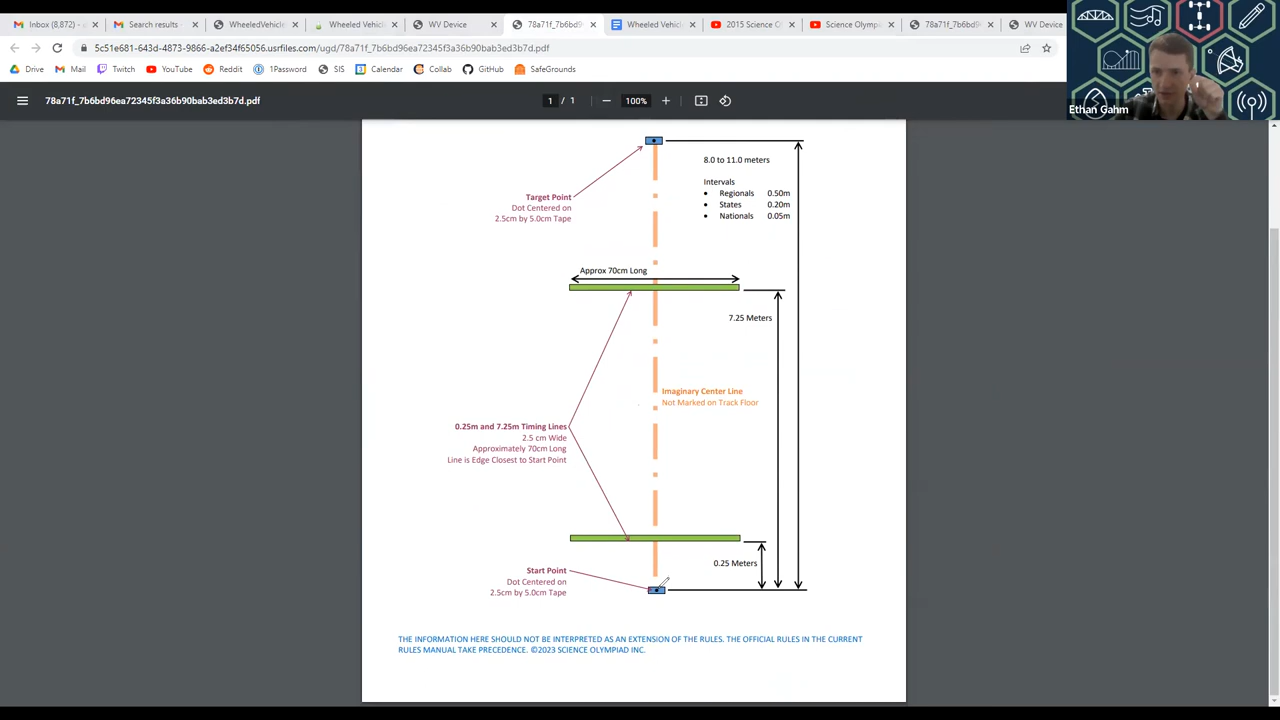 Inbox (8,872) -
Search results
WheeledVehicle
Wheeled Vehicl
WV Device
78a71f_7b6bd9
Wheeled Vehicl
2015 Science C
Science Olymp
78a71f_7b6bd9
WV Device
5c51e681-643d-4873-9866-a2ef34f65056.usrfiles.com/ugd/78a71f_7b6bd96ea72345f3a36b90bab3ed3b7d.pdf
Drive
Mail
Twitch
YouTube
Reddit
1Password
SIS
Calendar
Collab
GitHub
SafeGrounds
78a71f_7b6bd96ea72345f3a36b90bab3ed3b7d.pdf
1 / 1
100%
Ethan Gahm
8.0 to 11.0 meters
Intervals
• Regionals 0.50m
• States 0.20m
• Nationals 0.05m
Target Point
Dot Centered on
2.5cm by 5.0cm Tape
Approx 70cm Long
7.25 Meters
Imaginary Center Line
Not Marked on Track Floor
0.25m and 7.25m Timing Lines
2.5 cm Wide
Approximately 70cm Long
Line is Edge Closest to Start Point
0.25 Meters
Start Point
Dot Centered on
2.5cm by 5.0cm Tape
THE INFORMATION HERE SHOULD NOT BE INTERPRETED AS AN EXTENSION OF THE RULES. THE OFFICIAL RULES IN THE CURRENT
RULES MANUAL TAKE PRECEDENCE. ©2023 SCIENCE OLYMPIAD INC.